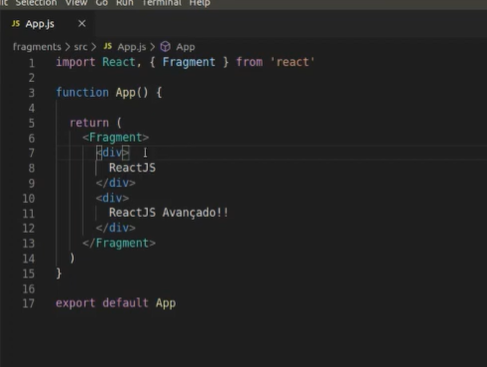 Selection View Go Run Terminal Help
JS App.js ×
fragments > src > JS App.js > App
1 import React, { Fragment } from 'react'
2
3 function App() {
4
5 return (
6 <Fragment>
7 <div>
8 ReactJS
9 </div>
10 <div>
11 ReactJS Avançado!!
12 </div>
13 </Fragment>
14 )
15 }
16
17 export default App